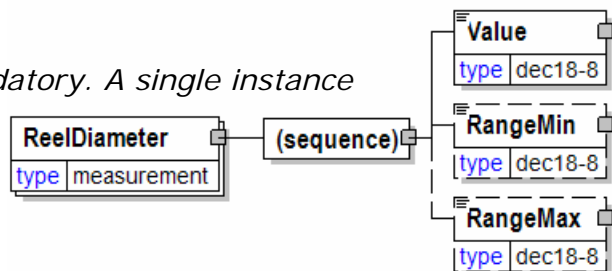 Value
type dec18-8
datory. A single instance
ReelDiameter
type measurement
(sequence)
RangeMin
type dec18-8
RangeMax
type dec18-8